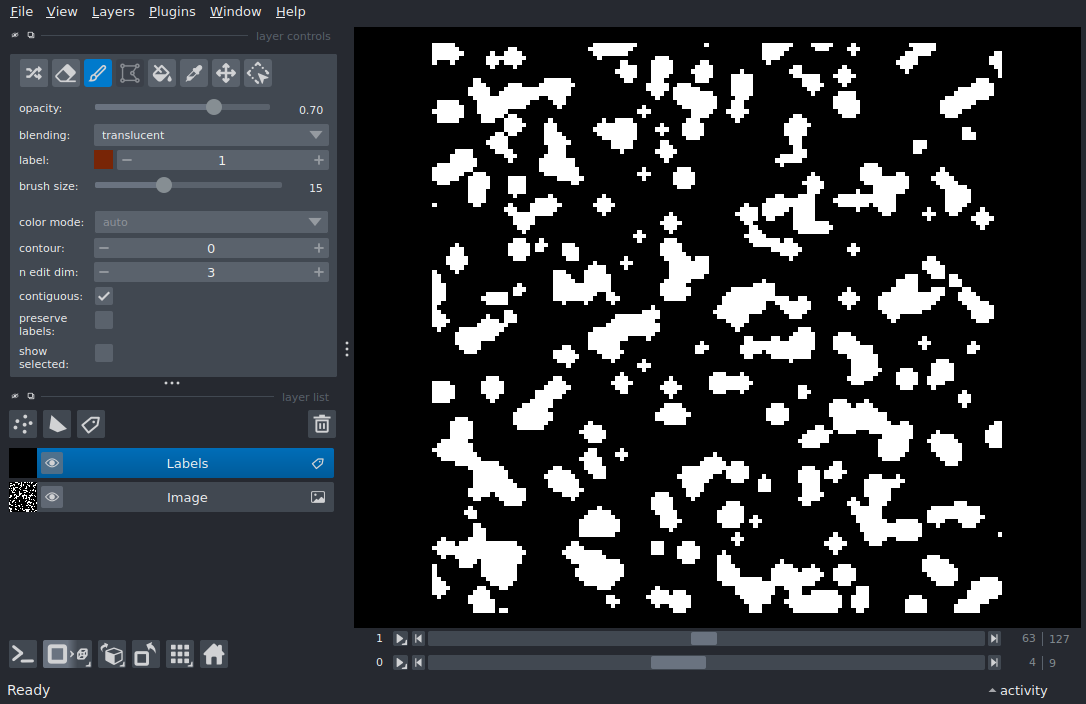 File View Layers Plugins Window Help
layer controls
opacity: 0.70
blending: translucent
label: 1
brush size: 15
color mode: auto
contour: 0
n edit dim: 3
contiguous:
preserve
labels:
show
selected:
layer list
Labels
Image
1 63 127
0 4 9
Ready activity